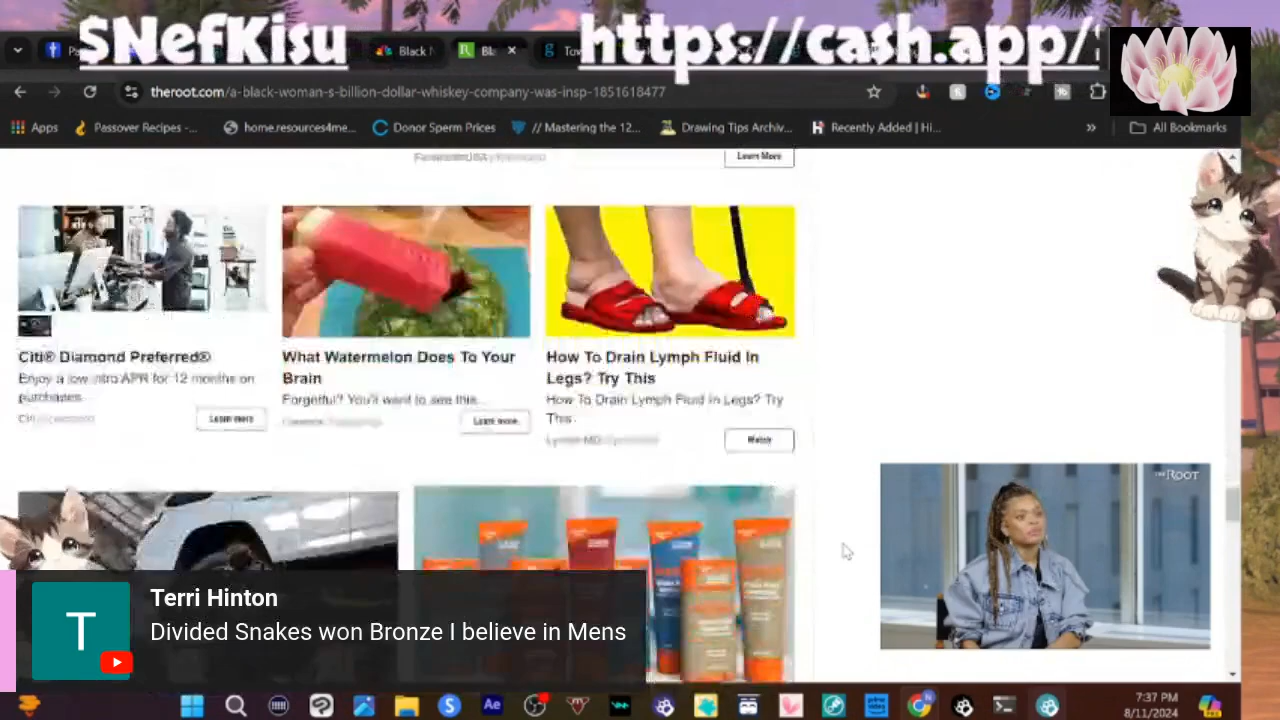 $NefKisu
https://cash.app/
Black
theroot.com/a-black-woman-s-billion-dollar-whiskey-company-was-insp-1851618477
Apps
Passover Recipes -...
home.resources4me...
Donor Sperm Prices
// Mastering the 12...
Drawing Tips Archiv...
Recently Added | Hi...
»
All Bookmarks
Learn More
Citi® Diamond Preferred®
Enjoy a low intro APR for 12 months on
purchases.
Learn more
What Watermelon Does To Your
Brain
Forgetful? You'll want to see this...
Learn more
How To Drain Lymph Fluid In
Legs? Try This
How To Drain Lymph Fluid in Legs? Try
This
Watch
THE ROOT
T
Terri Hinton
Divided Snakes won Bronze I believe in Mens
Ae
7:37 PM
8/11/2024